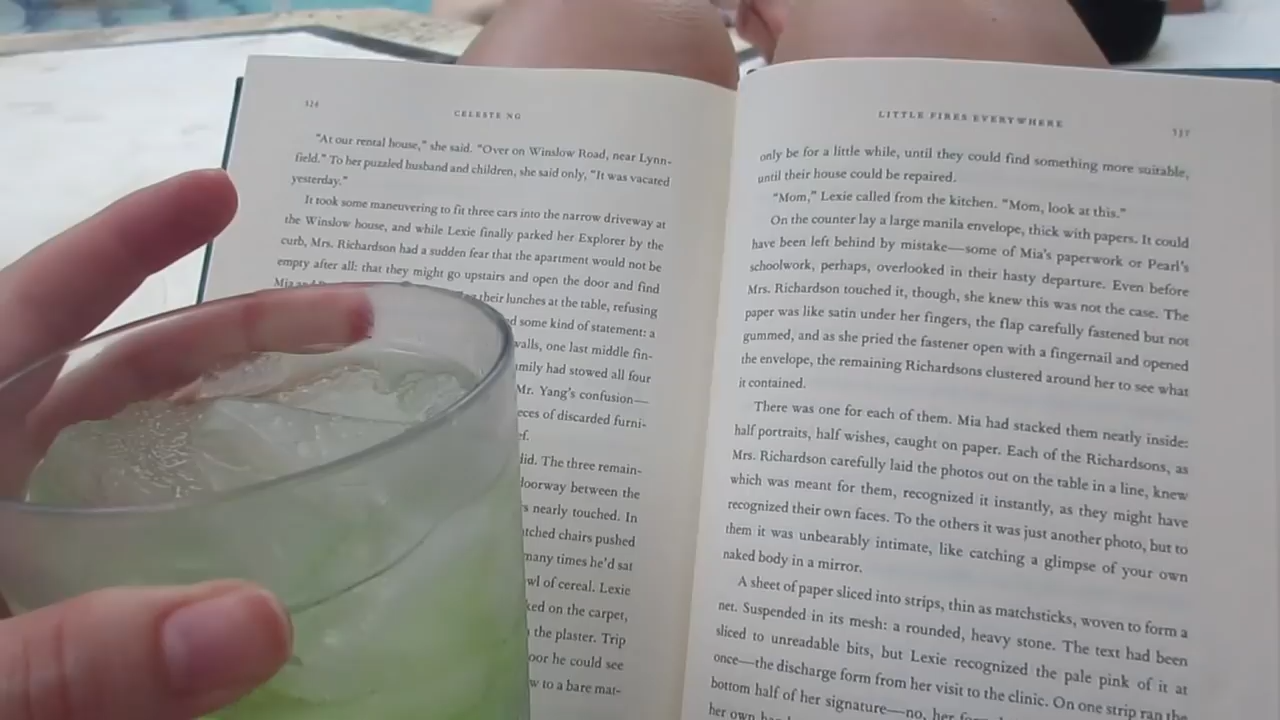 CELESTE NG
"At our rental house," she said. "Over on Winslow Road, near Lynn-
field." To her puzzled husband and children, she said only, "It was vacated
yesterday."
It took some maneuvering to fit three cars into the narrow driveway at
the Winslow house, and while Lexie finally parked her Explorer by the
curb, Mrs. Richardson had a sudden fear that the apartment would not be
empty after all: that they might go upstairs and open the door and find
their lunches at the table, refusing
some kind of statement: a
walls, one last middle fin-
had stowed all four
Mr. Yang's confusion—
of discarded furni-
The three remain-
doorway between the
nearly touched. In
chairs pushed
many times he'd sat
of cereal. Lexie
on the carpet,
the plaster. Trip
he could see
to a bare mat-
LITTLE FIRES EVERYWHERE 337
only be for a little while, until they could find something more suitable,
until their house could be repaired.
"Mom," Lexie called from the kitchen. "Mom, look at this."
On the counter lay a large manila envelope, thick with papers. It could
have been left behind by mistake—some of Mia's paperwork or Pearl's
schoolwork, perhaps, overlooked in their hasty departure. Even before
Mrs. Richardson touched it, though, she knew this was not the case. The
paper was like satin under her fingers, the flap carefully fastened but not
gummed, and as she pried the fastener open with a fingernail and opened
the envelope, the remaining Richardsons clustered around her to see what
it contained.
There was one for each of them. Mia had stacked them neatly inside:
half portraits, half wishes, caught on paper. Each of the Richardsons, as
Mrs. Richardson carefully laid the photos out on the table in a line, knew
which was meant for them, recognized it instantly, as they might have
recognized their own faces. To the others it was just another photo, but to
them it was unbearably intimate, like catching a glimpse of your own
naked body in a mirror.
A sheet of paper sliced into strips, thin as matchsticks, woven to form a
net. Suspended in its mesh: a rounded, heavy stone. The text had been
sliced to unreadable bits, but Lexie recognized the pale pink of it at
once—the discharge form from her visit to the clinic. On one strip ran the
bottom half of her signature—no, her
her own